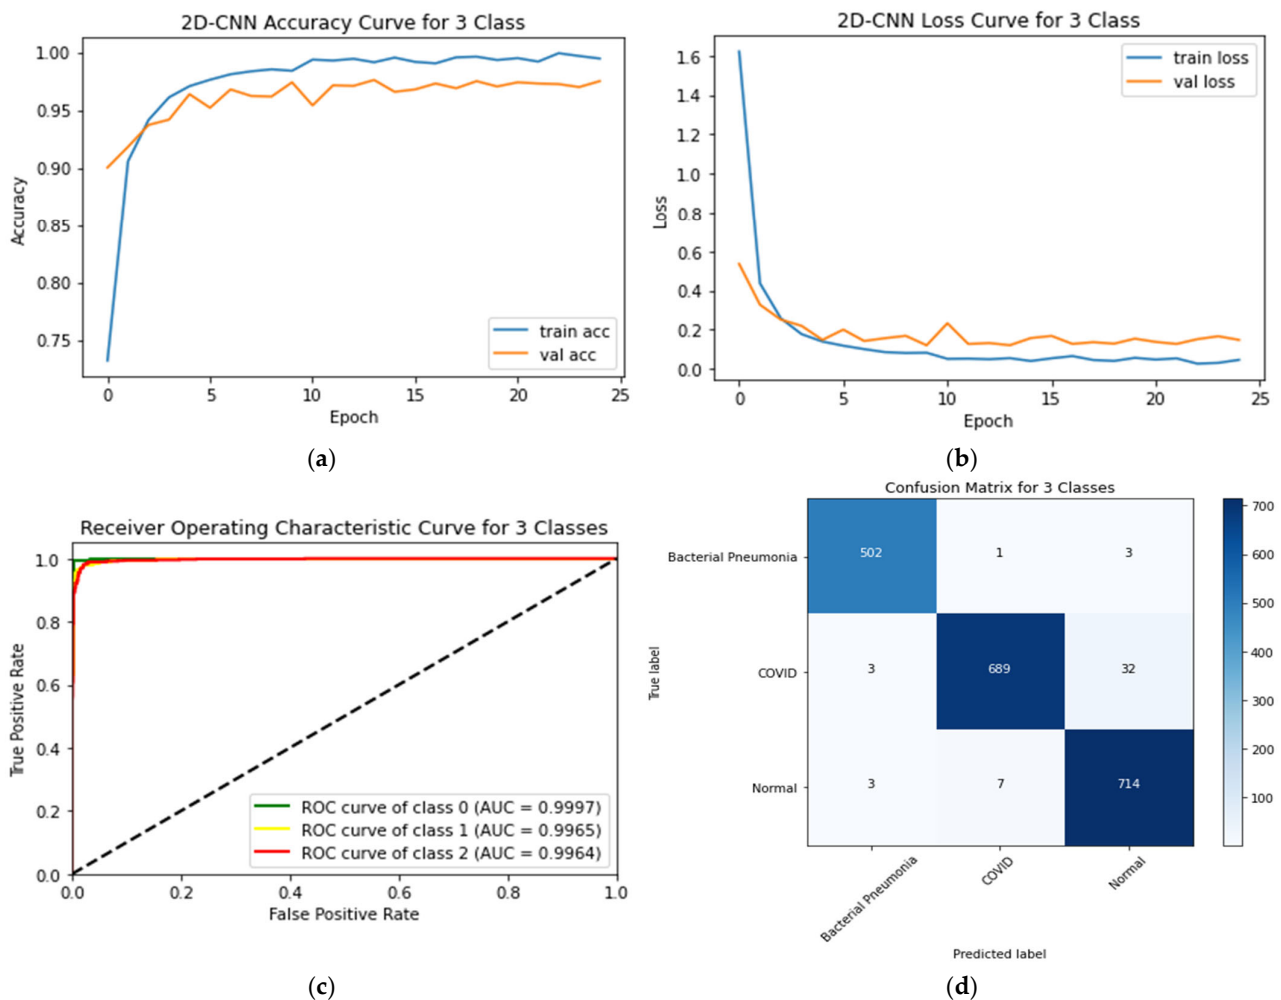 2D-CNN Accuracy Curve for 3 Class
1.00
0.95
0.90
0.85
0.80
0.75
Accuracy
train acc
val acc
0 5 10 15 20 25
Epoch
(a)
2D-CNN Loss Curve for 3 Class
1.6
1.4
1.2
1.0
0.8
0.6
0.4
0.2
0.0
Loss
train loss
val loss
0 5 10 15 20 25
Epoch
(b)
Receiver Operating Characteristic Curve for 3 Classes
1.0
0.8
0.6
0.4
0.2
0.0
True Positive Rate
ROC curve of class 0 (AUC = 0.9997)
ROC curve of class 1 (AUC = 0.9965)
ROC curve of class 2 (AUC = 0.9964)
0.0 0.2 0.4 0.6 0.8 1.0
False Positive Rate
(c)
Confusion Matrix for 3 Classes
True label
Bacterial Pneumonia 502 1 3
COVID 3 689 32
Normal 3 7 714
Bacterial Pneumonia COVID Normal
Predicted label
700
600
500
400
300
200
100
(d)